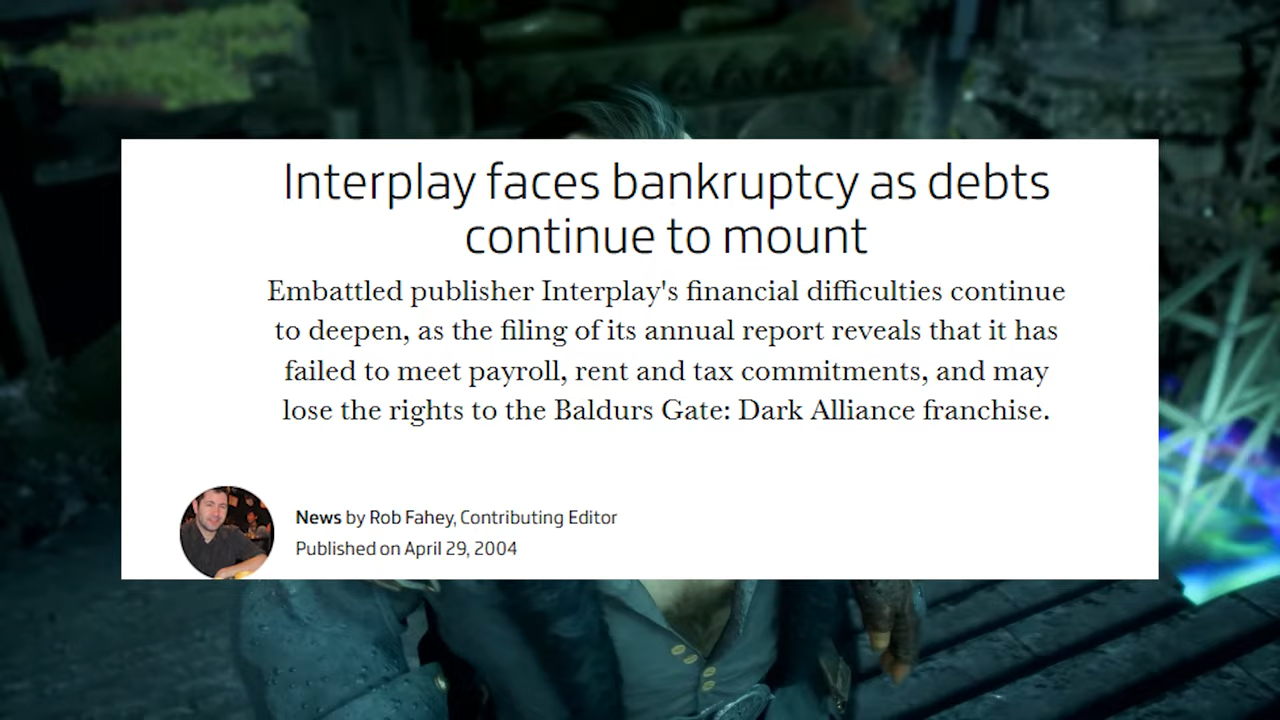 Interplay faces bankruptcy as debts
continue to mount
Embattled publisher Interplay's financial difficulties continue
to deepen, as the filing of its annual report reveals that it has
failed to meet payroll, rent and tax commitments, and may
lose the rights to the Baldurs Gate: Dark Alliance franchise.
News by Rob Fahey, Contributing Editor
Published on April 29, 2004